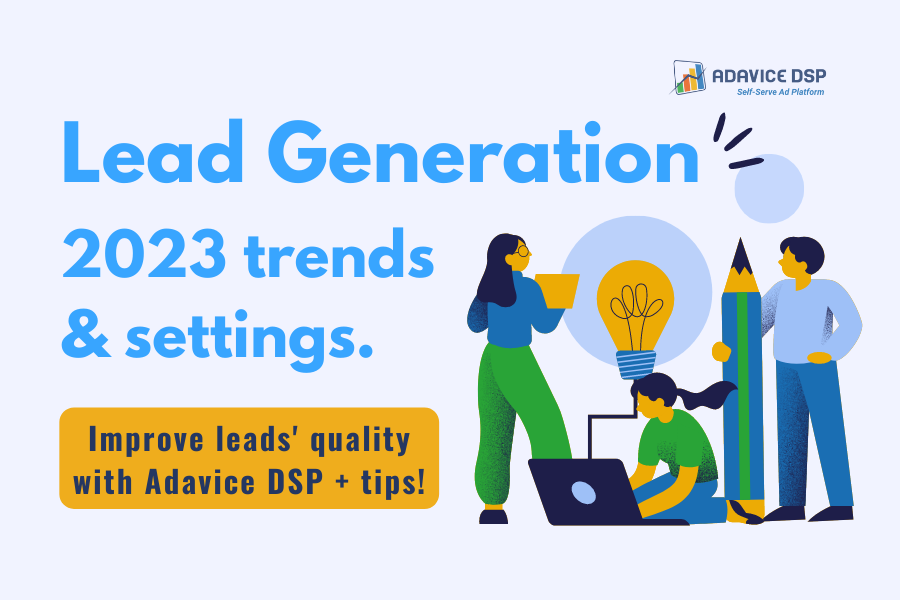 ADAVICE DSP
Self-Serve Ad Platform
Lead Generation
2023 trends
& settings.
Improve leads' quality
with Adavice DSP + tips!